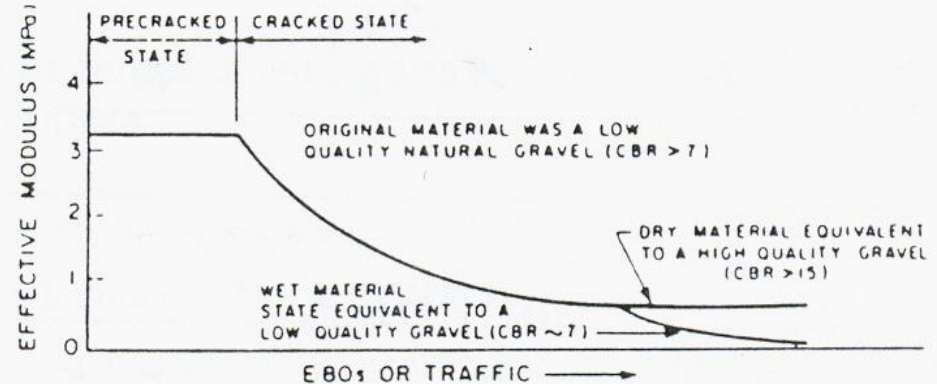 PRECRACKED
STATE
CRACKED STATE
EFFECTIVE MODULUS (MPa)
4
3
2
1
0
ORIGINAL MATERIAL WAS A LOW
QUALITY NATURAL GRAVEL (CBR > 7)
DRY MATERIAL EQUIVALENT
TO A HIGH QUALITY GRAVEL
(CBR > 15)
WET MATERIAL
STATE EQUIVALENT TO A
LOW QUALITY GRAVEL (CBR ~ 7)
E80s OR TRAFFIC